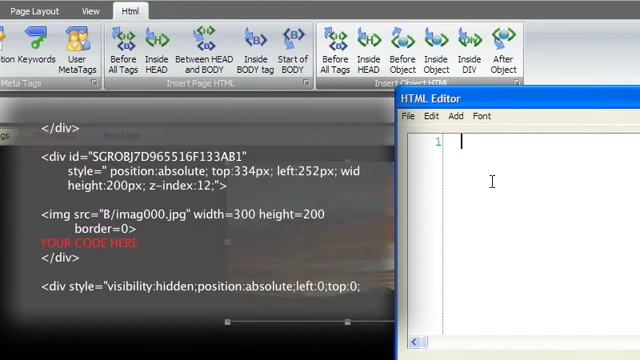 Page Layout View Html
Keywords User MetaTags
Before All Tags Inside HEAD Between HEAD and BODY Inside BODY tag Start of BODY
Before All Tags Inside HEAD Before Object Inside Object Inside DIV After Object
Meta Tags Insert Page HTML Insert Object HTML
HTML Editor
File Edit Add Font
1
</div>
Booking
<div id="SGROBJ7D965516F133AB1"
style=" position:absolute; top:334px; left:252px; wid
height:200px; z-index:12;">
<img src="B/imag000.jpg" width=300 height=200
border=0>
YOUR CODE HERE
</div>
<div style="visibility:hidden;position:absolute;left:0;top:0;